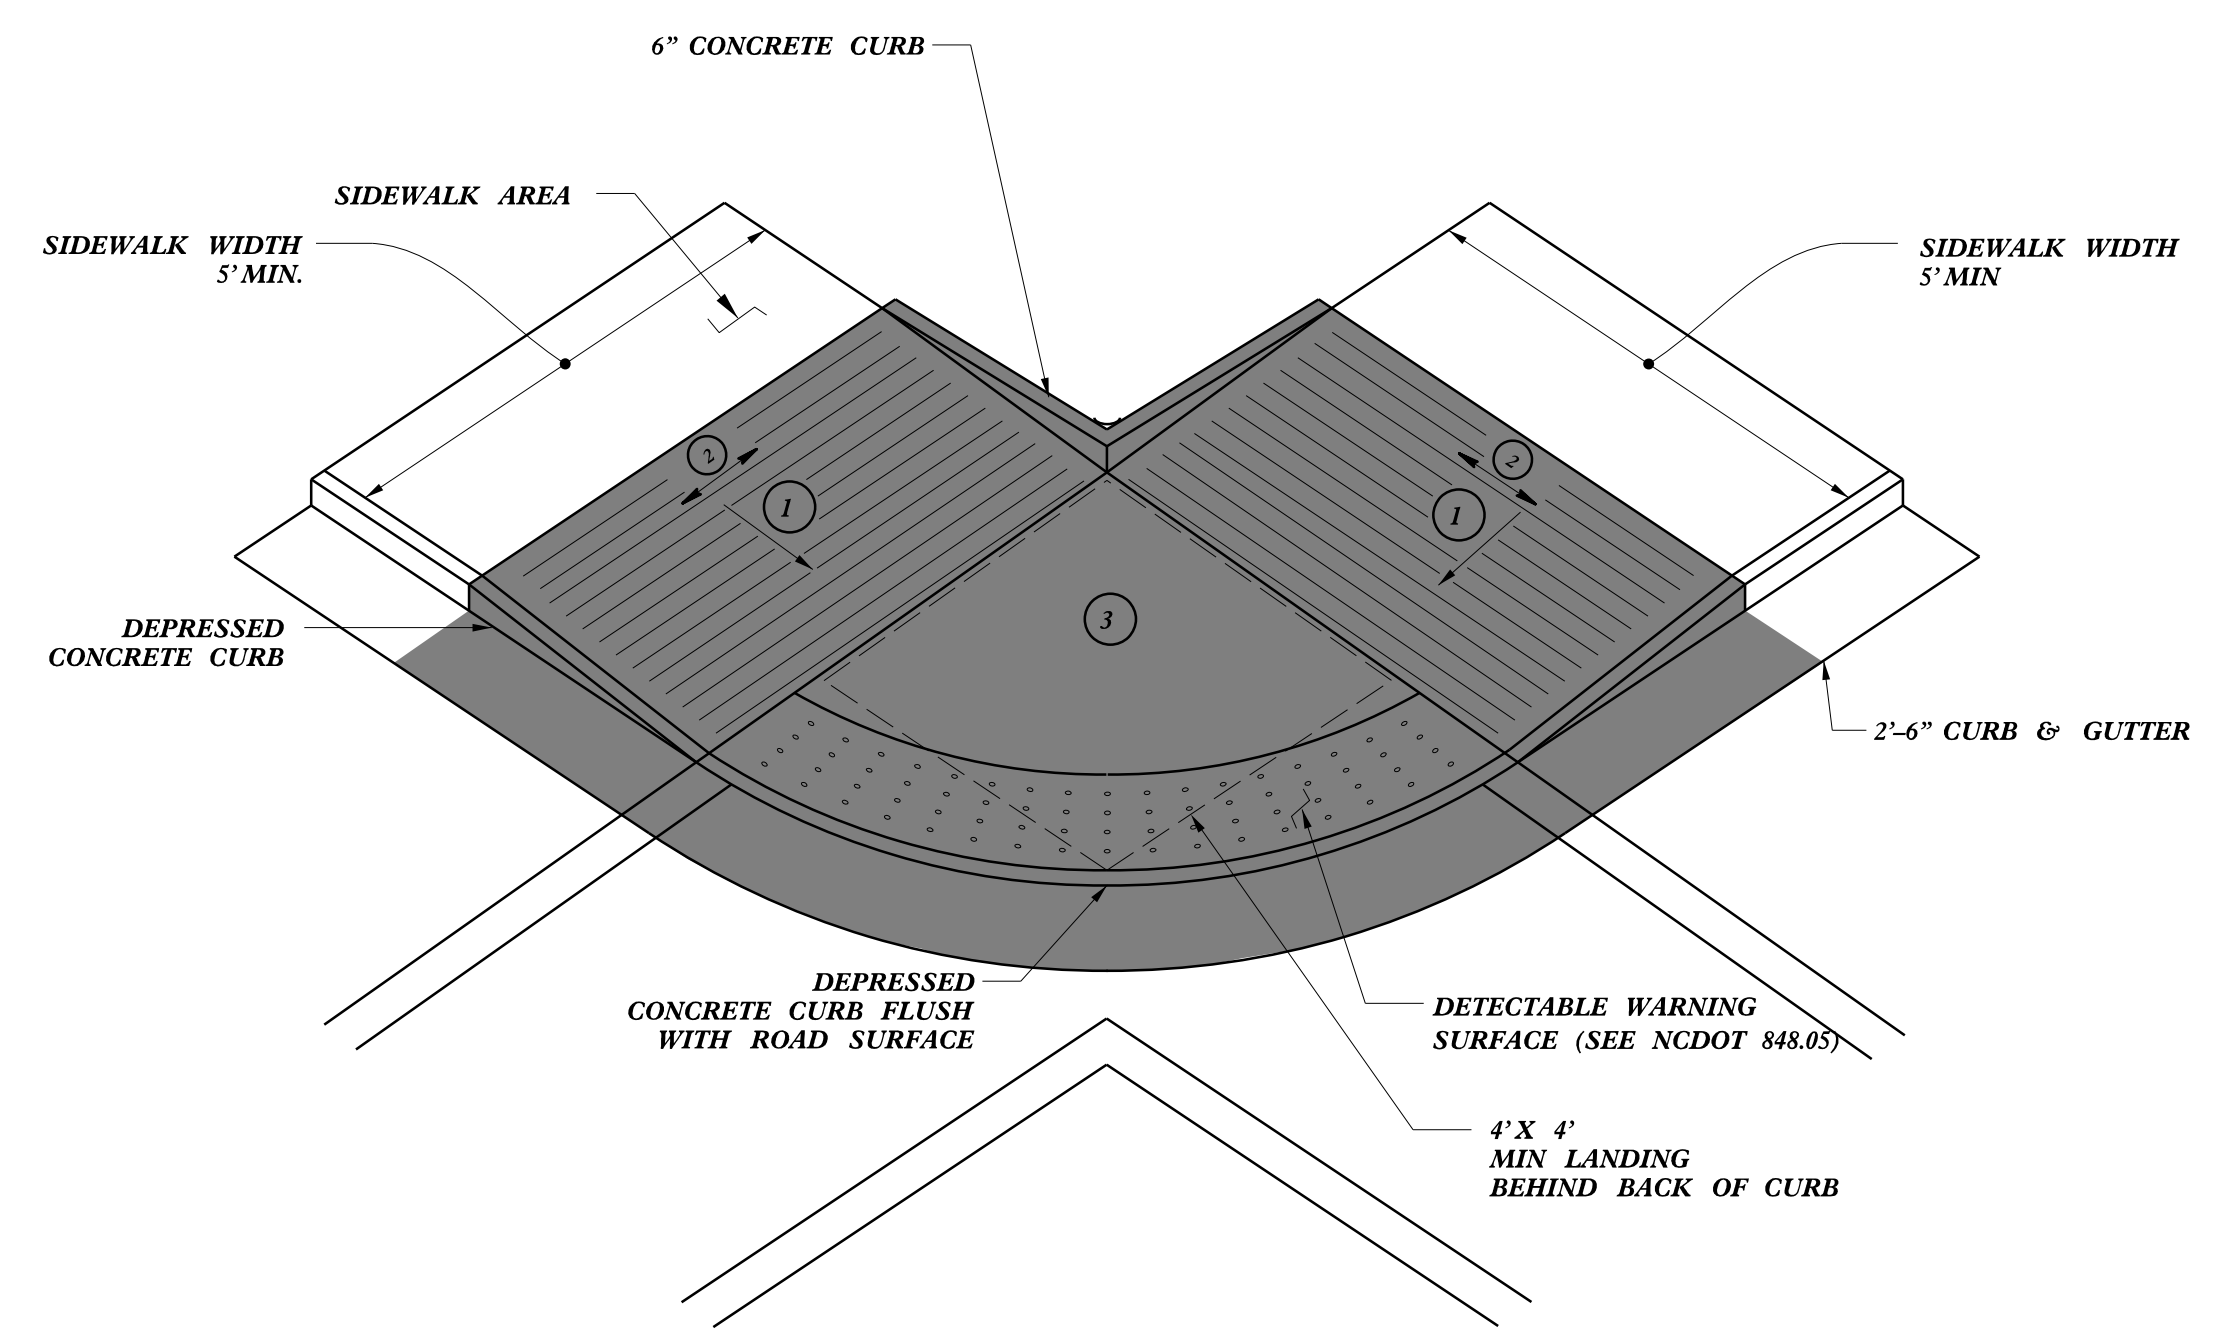 6” CONCRETE CURB
SIDEWALK AREA
SIDEWALK WIDTH
5’ MIN.
SIDEWALK WIDTH
5’ MIN
2
1
2
1
3
DEPRESSED
CONCRETE CURB
2’–6” CURB & GUTTER
DEPRESSED
CONCRETE CURB FLUSH
WITH ROAD SURFACE
DETECTABLE WARNING
SURFACE (SEE NCDOT 848.05)
4’ X 4’
MIN LANDING
BEHIND BACK OF CURB